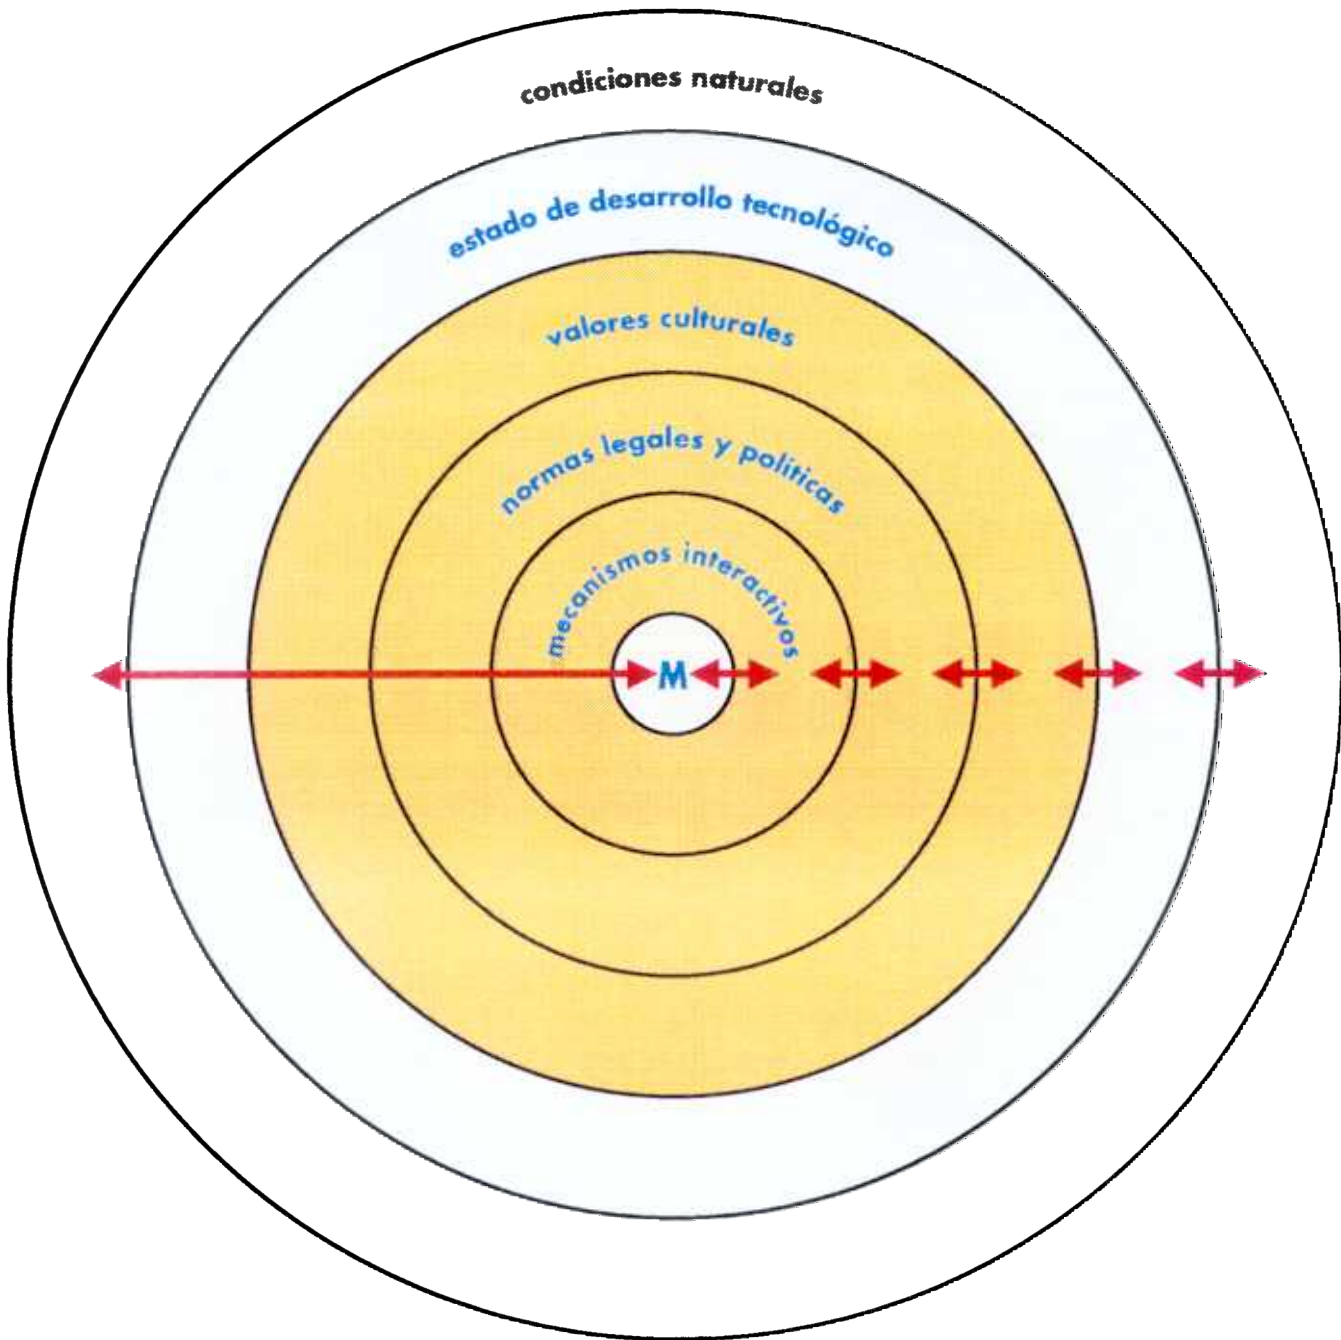 condiciones naturales
estado de desarrollo tecnológico
valores culturales
normas legales y políticas
mecanismos interactivos
M